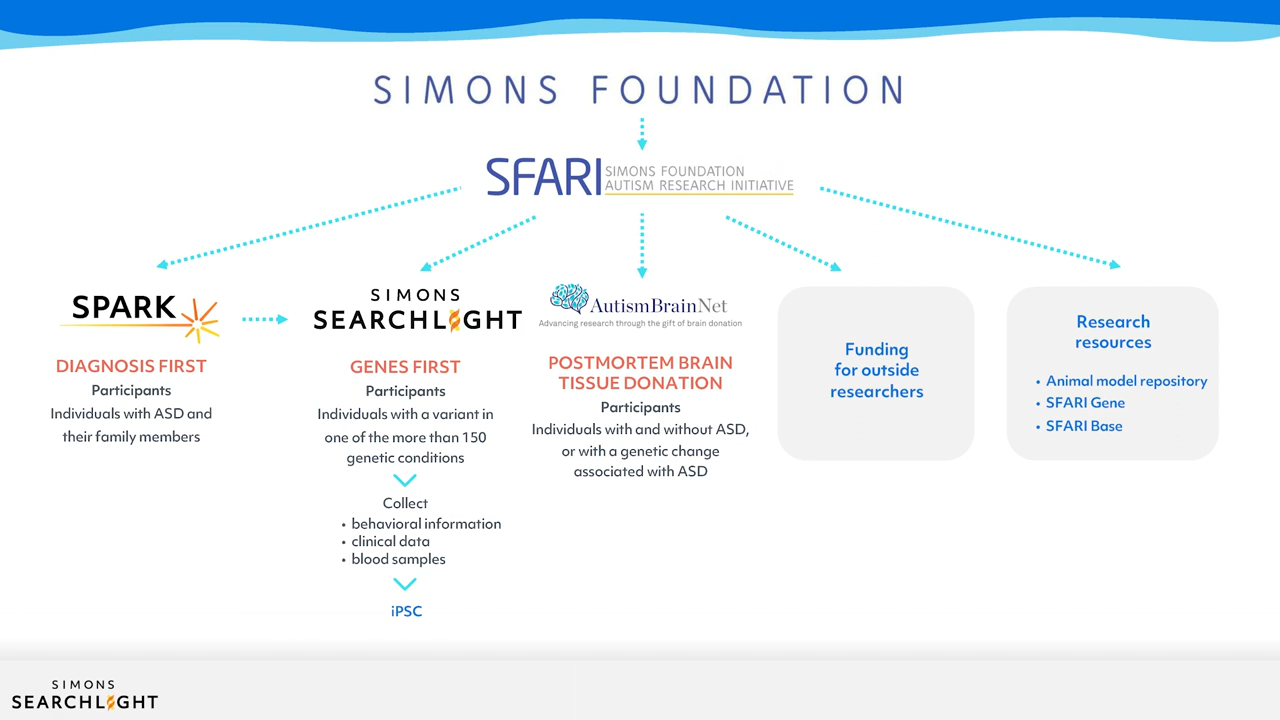 SIMONS FOUNDATION
SFARI SIMONS FOUNDATION
AUTISM RESEARCH INITIATIVE
SPARK
DIAGNOSIS FIRST
Participants
Individuals with ASD and
their family members
SIMONS
SEARCHLIGHT
GENES FIRST
Participants
Individuals with a variant in
one of the more than 150
genetic conditions
Collect
• behavioral information
• clinical data
• blood samples
iPSC
AutismBrainNet
Advancing research through the gift of brain donation
POSTMORTEM BRAIN
TISSUE DONATION
Participants
Individuals with and without ASD,
or with a genetic change
associated with ASD
Funding
for outside
researchers
Research
resources
• Animal model repository
• SFARI Gene
• SFARI Base
SIMONS
SEARCHLIGHT